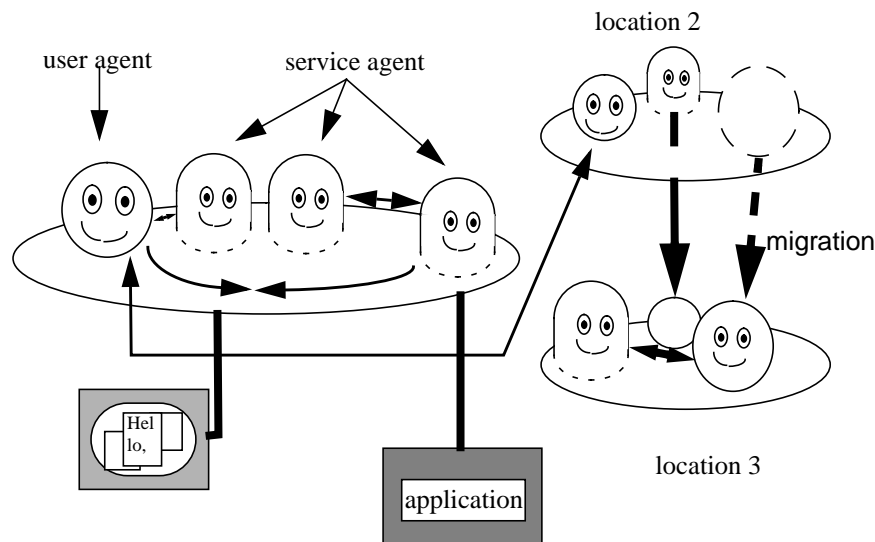 location 2
user agent
service agent
migration
Hel
lo,
location 3
application